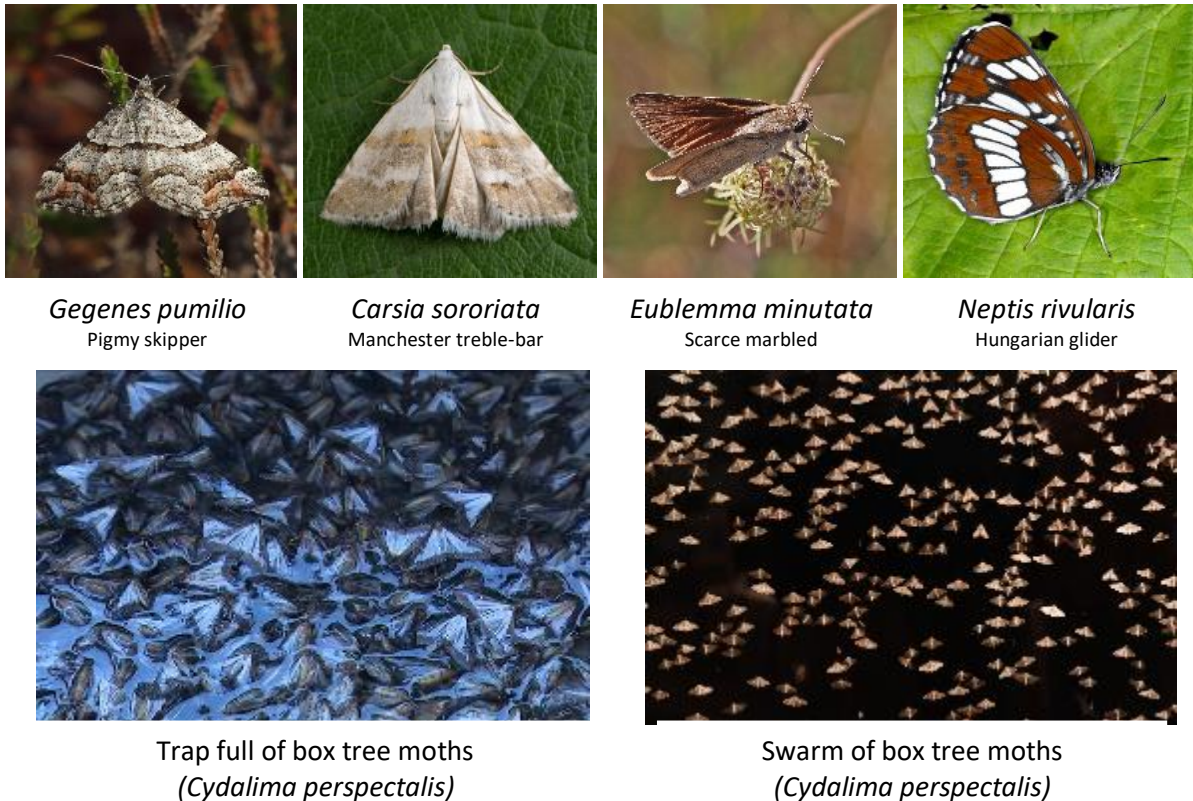 Gegenes pumilio
Pigmy skipper
Carsia sororiata
Manchester treble-bar
Eublemma minutata
Scarce marbled
Neptis rivularis
Hungarian glider
Trap full of box tree moths
(Cydalima perspectalis)
Swarm of box tree moths
(Cydalima perspectalis)